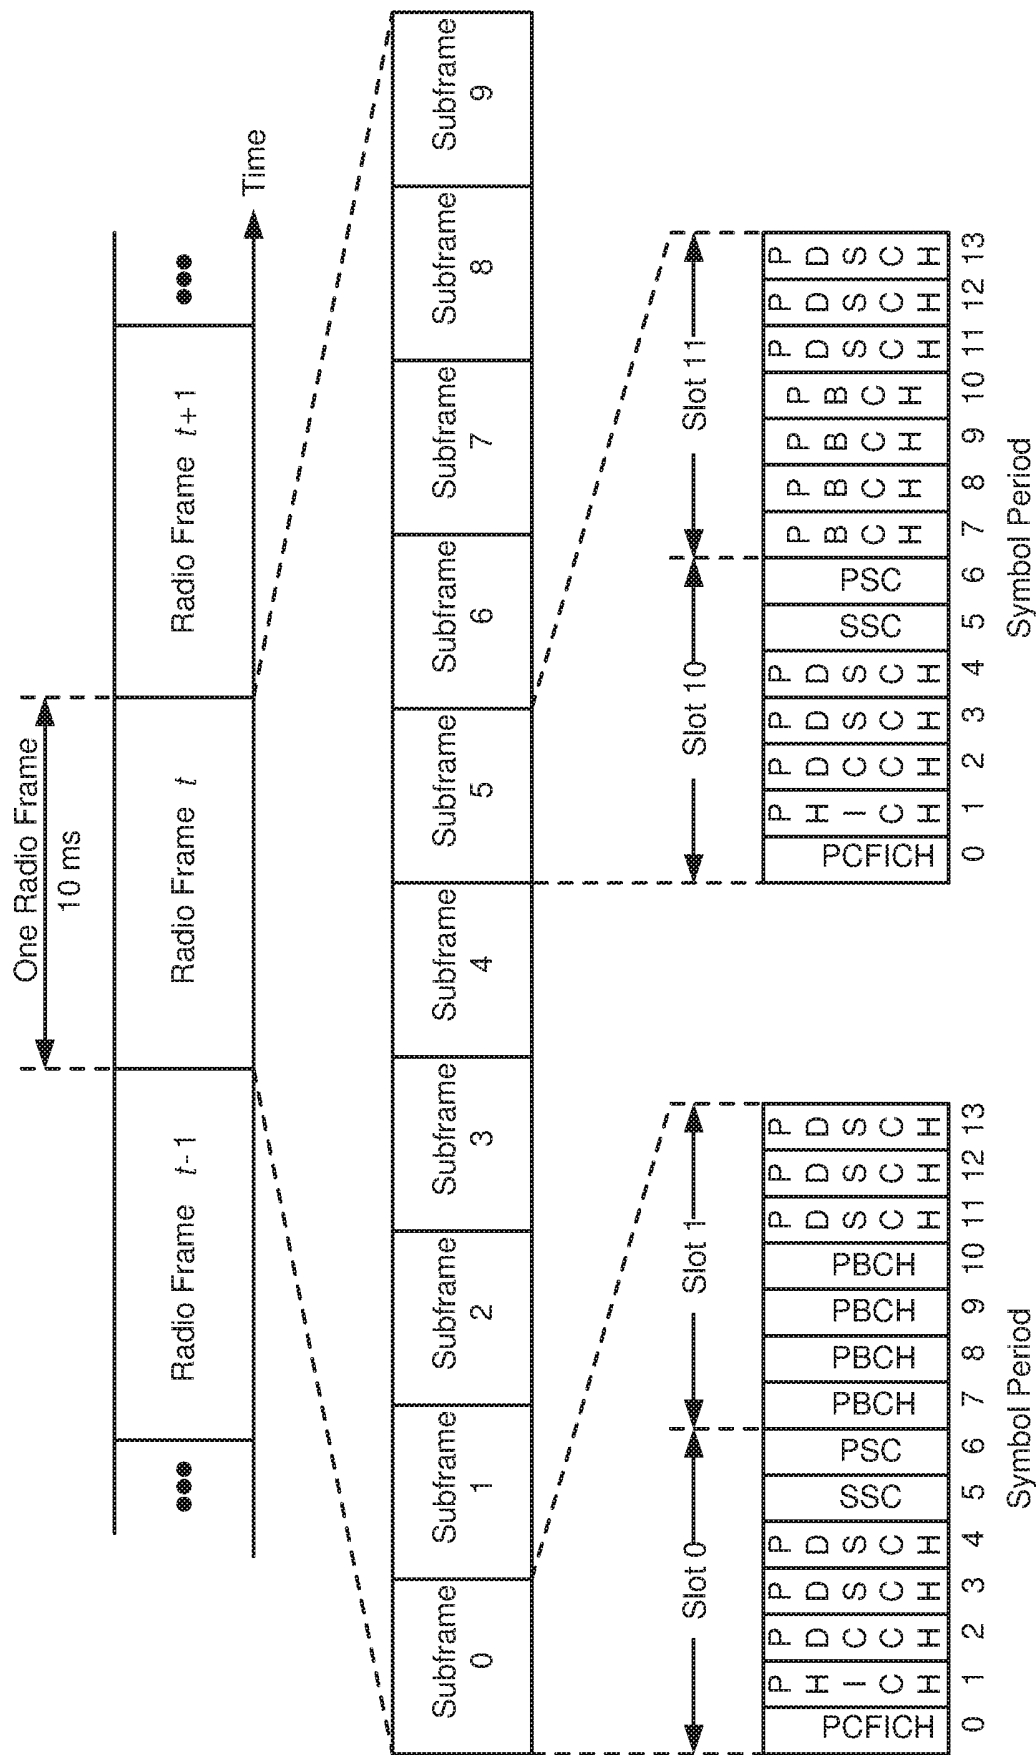 One Radio Frame
10 ms
Radio Frame t-1
Radio Frame t
Radio Frame t+1
Time
Subframe
0
Subframe
1
Subframe
2
Subframe
3
Subframe
4
Subframe
5
Subframe
6
Subframe
7
Subframe
8
Subframe
9
Slot 0
Slot 1
PCFICH
PHICH
PDCCH
PDSCH
PDSCH
SSC
PSC
PBCH
PBCH
PBCH
PBCH
PDSCH
PDSCH
PDSCH
0 1 2 3 4 5 6 7 8 9 10 11 12 13
Symbol Period
Slot 10
Slot 11
PCFICH
PHICH
PDCCH
PDSCH
PDSCH
SSC
PSC
PBCH
PBCH
PBCH
PBCH
PDSCH
PDSCH
PDSCH
0 1 2 3 4 5 6 7 8 9 10 11 12 13
Symbol Period